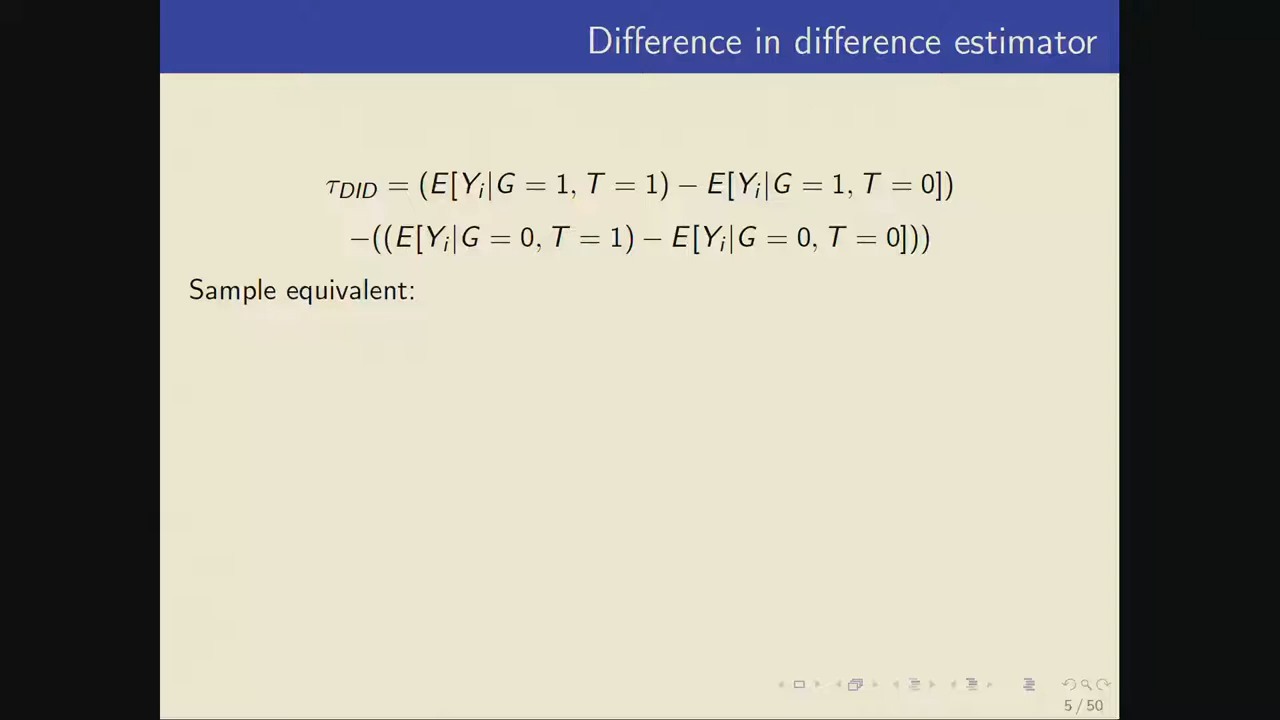 Difference in difference estimator
τ_DID = (E[Y_i|G = 1, T = 1) − E[Y_i|G = 1, T = 0])
−((E[Y_i|G = 0, T = 1) − E[Y_i|G = 0, T = 0]))
Sample equivalent:
5 / 50